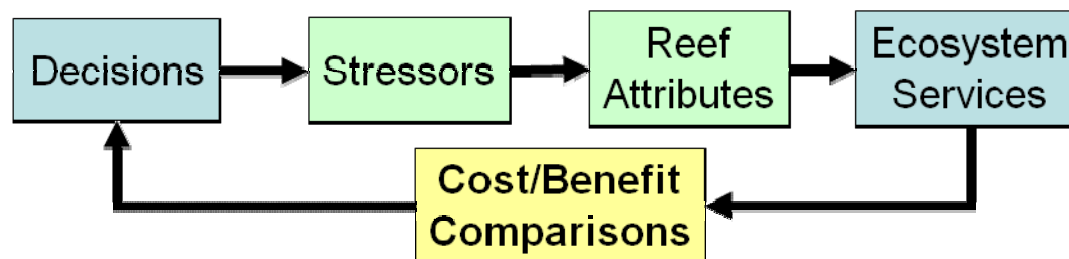 Decisions
Stressors
Reef
Attributes
Ecosystem
Services
Cost/Benefit
Comparisons